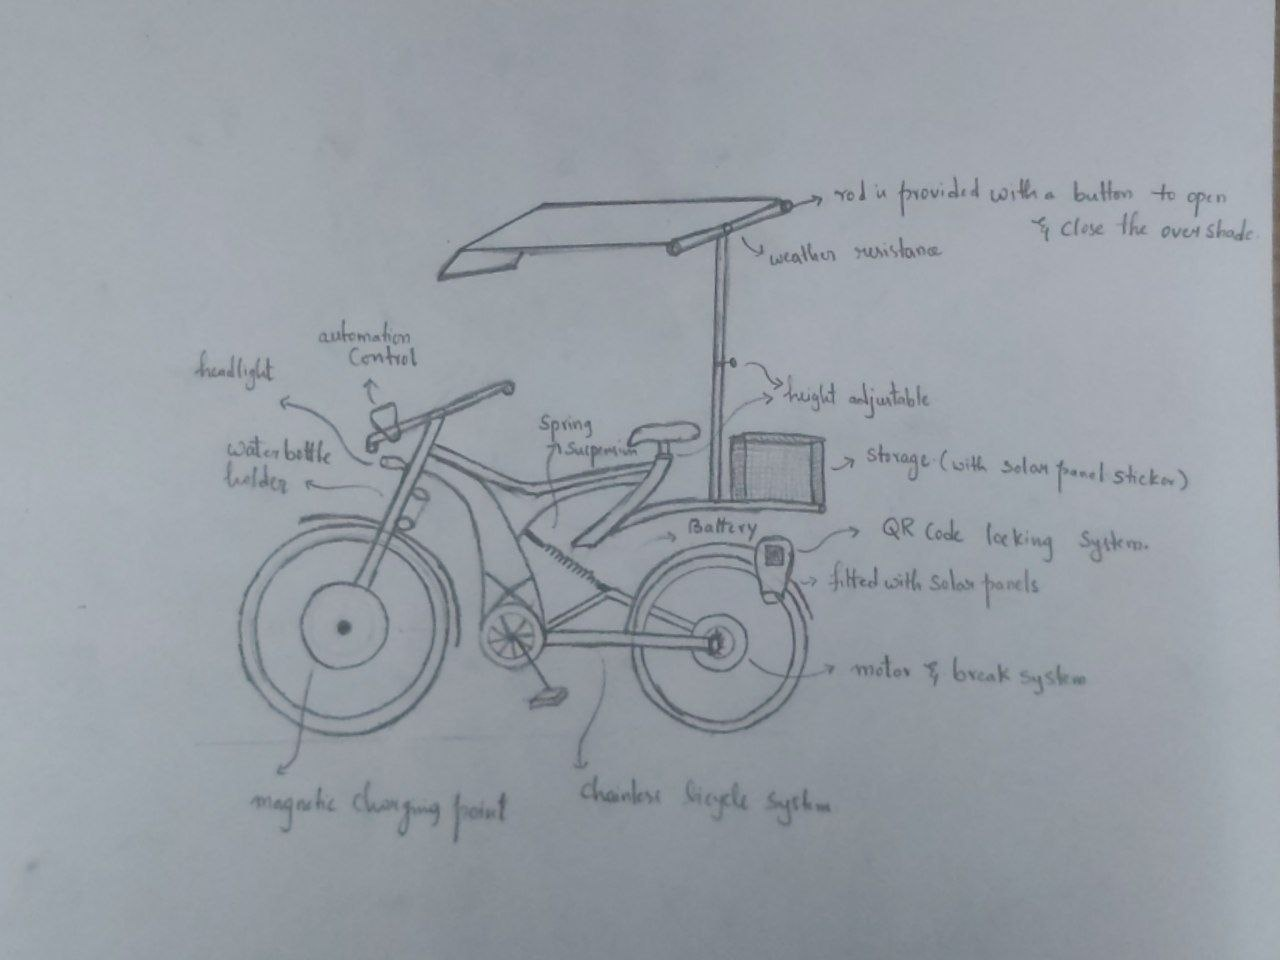 rod is provided with a button to open
& close the overshade.
weather resistance
automation
Control
headlight
height adjustable
Spring
suspension
water bottle
holder
Storage (with solar panel sticker)
Battery
QR Code locking System.
fitted with solar panels
motor & break system
magnetic charging point
Chainless bicycle system